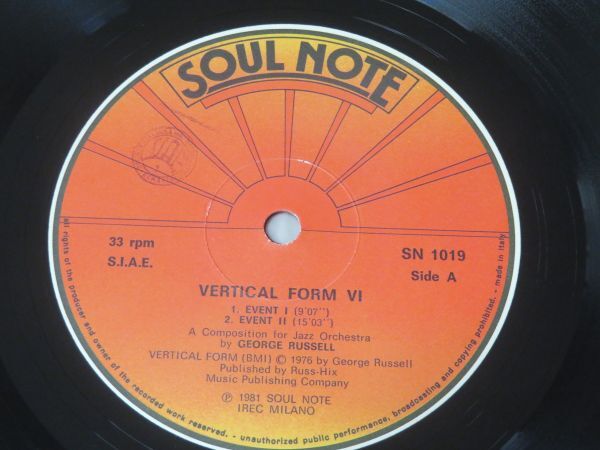 SOUL NOTE
33 rpm
S.I.A.E.
SN 1019
Side A
VERTICAL FORM VI
1. EVENT I (9'07'')
2. EVENT II (15'03'')
A Composition for Jazz Orchestra
by GEORGE RUSSELL
VERTICAL FORM (BMI) © 1976 by George Russell
Published by Russ-Hix
Music Publishing Company
℗ 1981 SOUL NOTE
IREC MILANO
all rights of the producer and owner of the recorded work reserved. - unauthorized public performance, broadcasting and copying prohibited. - made in italy